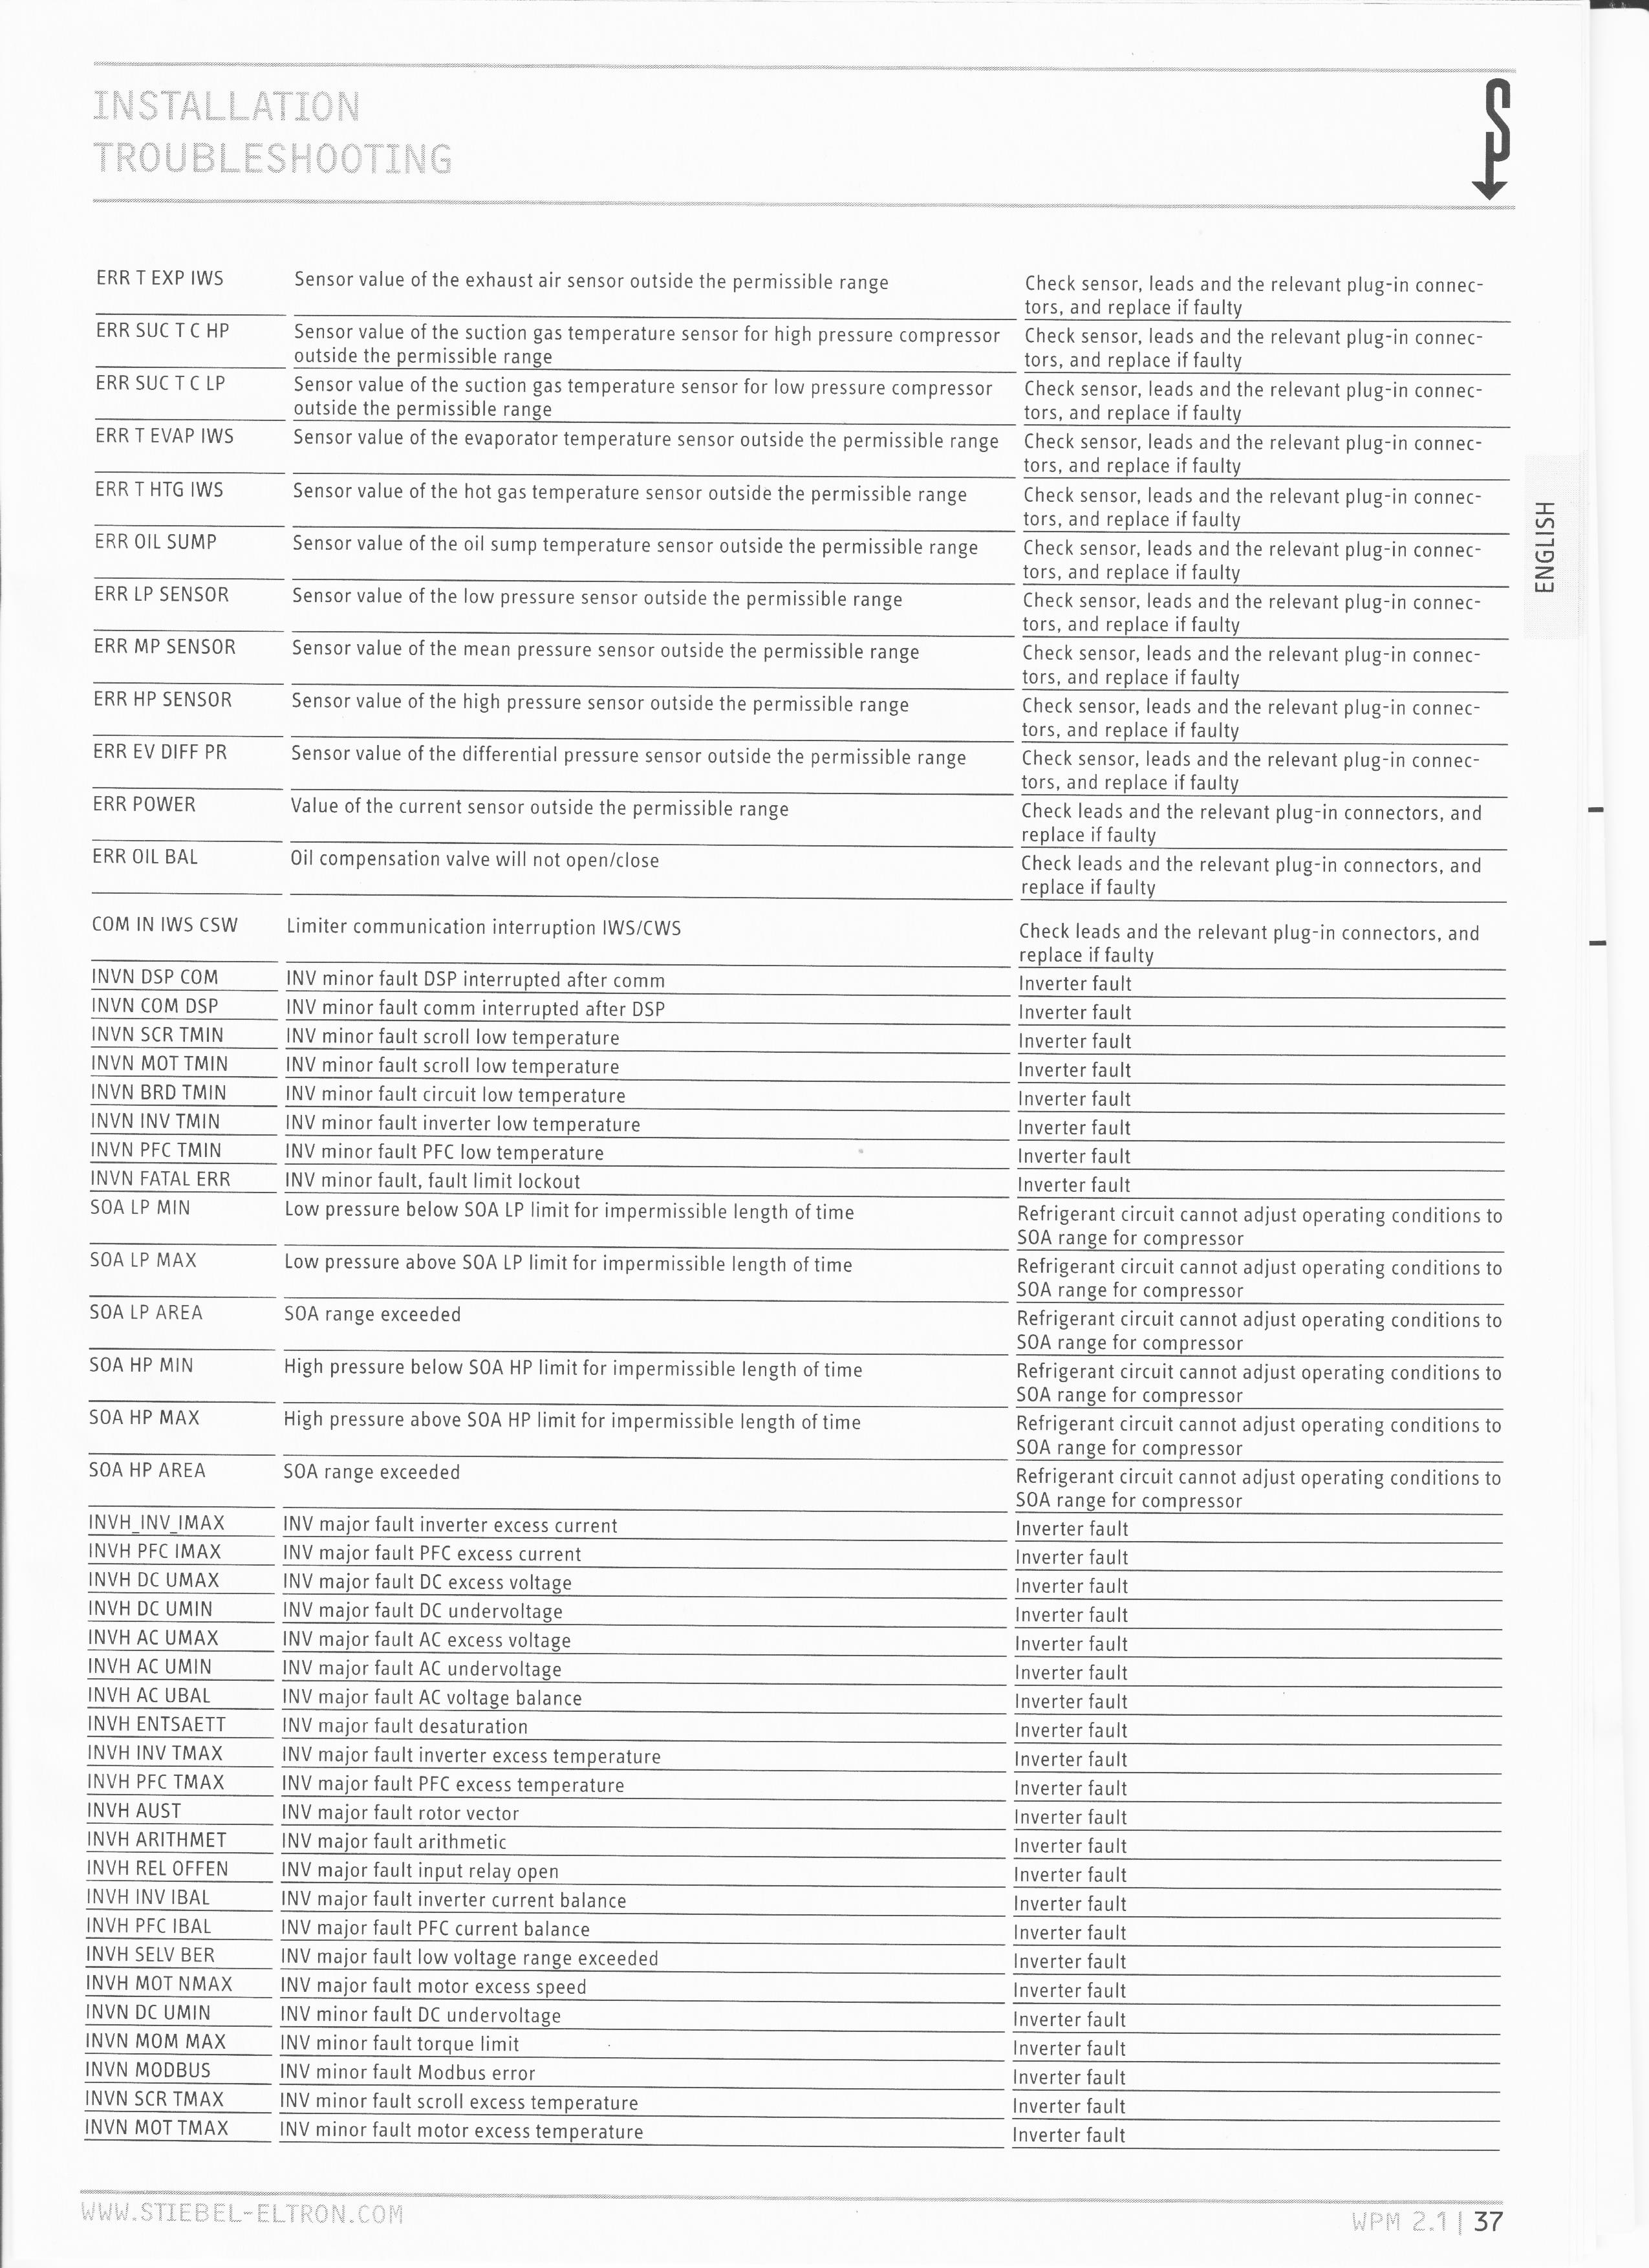 INSTALLATION
TROUBLESHOOTING
ERR T EXP IWS Sensor value of the exhaust air sensor outside the permissible range Check sensor, leads and the relevant plug-in connec-
tors, and replace if faulty
ERR SUC T C HP Sensor value of the suction gas temperature sensor for high pressure compressor Check sensor, leads and the relevant plug-in connec-
outside the permissible range tors, and replace if faulty
ERR SUC T C LP Sensor value of the suction gas temperature sensor for low pressure compressor Check sensor, leads and the relevant plug-in connec-
outside the permissible range tors, and replace if faulty
ERR T EVAP IWS Sensor value of the evaporator temperature sensor outside the permissible range Check sensor, leads and the relevant plug-in connec-
tors, and replace if faulty
ERR T HTG IWS Sensor value of the hot gas temperature sensor outside the permissible range Check sensor, leads and the relevant plug-in connec-
tors, and replace if faulty
ERR OIL SUMP Sensor value of the oil sump temperature sensor outside the permissible range Check sensor, leads and the relevant plug-in connec-
tors, and replace if faulty
ERR LP SENSOR Sensor value of the low pressure sensor outside the permissible range Check sensor, leads and the relevant plug-in connec-
tors, and replace if faulty
ERR MP SENSOR Sensor value of the mean pressure sensor outside the permissible range Check sensor, leads and the relevant plug-in connec-
tors, and replace if faulty
ERR HP SENSOR Sensor value of the high pressure sensor outside the permissible range Check sensor, leads and the relevant plug-in connec-
tors, and replace if faulty
ERR EV DIFF PR Sensor value of the differential pressure sensor outside the permissible range Check sensor, leads and the relevant plug-in connec-
tors, and replace if faulty
ERR POWER Value of the current sensor outside the permissible range Check leads and the relevant plug-in connectors, and
replace if faulty
ERR OIL BAL Oil compensation valve will not open/close Check leads and the relevant plug-in connectors, and
replace if faulty
COM IN IWS CSW Limiter communication interruption IWS/CWS Check leads and the relevant plug-in connectors, and
replace if faulty
INVN DSP COM INV minor fault DSP interrupted after comm Inverter fault
INVN COM DSP INV minor fault comm interrupted after DSP Inverter fault
INVN SCR TMIN INV minor fault scroll low temperature Inverter fault
INVN MOT TMIN INV minor fault scroll low temperature Inverter fault
INVN BRD TMIN INV minor fault circuit low temperature Inverter fault
INVN INV TMIN INV minor fault inverter low temperature Inverter fault
INVN PFC TMIN INV minor fault PFC low temperature Inverter fault
INVN FATAL ERR INV minor fault, fault limit lockout Inverter fault
SOA LP MIN Low pressure below SOA LP limit for impermissible length of time Refrigerant circuit cannot adjust operating conditions to
SOA range for compressor
SOA LP MAX Low pressure above SOA LP limit for impermissible length of time Refrigerant circuit cannot adjust operating conditions to
SOA range for compressor
SOA LP AREA SOA range exceeded Refrigerant circuit cannot adjust operating conditions to
SOA range for compressor
SOA HP MIN High pressure below SOA HP limit for impermissible length of time Refrigerant circuit cannot adjust operating conditions to
SOA range for compressor
SOA HP MAX High pressure above SOA HP limit for impermissible length of time Refrigerant circuit cannot adjust operating conditions to
SOA range for compressor
SOA HP AREA SOA range exceeded Refrigerant circuit cannot adjust operating conditions to
SOA range for compressor
INVH_INV_IMAX INV major fault inverter excess current Inverter fault
INVH PFC IMAX INV major fault PFC excess current Inverter fault
INVH DC UMAX INV major fault DC excess voltage Inverter fault
INVH DC UMIN INV major fault DC undervoltage Inverter fault
INVH AC UMAX INV major fault AC excess voltage Inverter fault
INVH AC UMIN INV major fault AC undervoltage Inverter fault
INVH AC UBAL INV major fault AC voltage balance Inverter fault
INVH ENTSAETT INV major fault desaturation Inverter fault
INVH INV TMAX INV major fault inverter excess temperature Inverter fault
INVH PFC TMAX INV major fault PFC excess temperature Inverter fault
INVH AUST INV major fault rotor vector Inverter fault
INVH ARITHMET INV major fault arithmetic Inverter fault
INVH REL OFFEN INV major fault input relay open Inverter fault
INVH INV IBAL INV major fault inverter current balance Inverter fault
INVH PFC IBAL INV major fault PFC current balance Inverter fault
INVH SELV BER INV major fault low voltage range exceeded Inverter fault
INVH MOT NMAX INV major fault motor excess speed Inverter fault
INVN DC UMIN INV minor fault DC undervoltage Inverter fault
INVN MOM MAX INV minor fault torque limit Inverter fault
INVN MODBUS INV minor fault Modbus error Inverter fault
INVN SCR TMAX INV minor fault scroll excess temperature Inverter fault
INVN MOT TMAX INV minor fault motor excess temperature Inverter fault
ENGLISH
WWW.STIEBEL-ELTRON.COM WPM 2.1 | 37